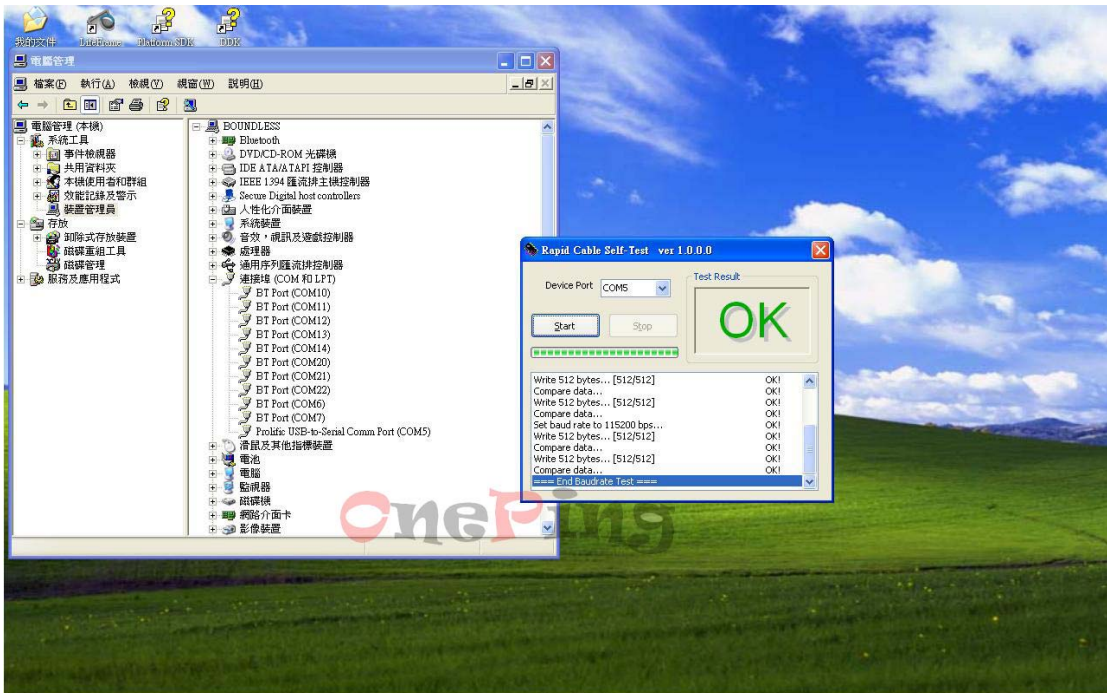 我的文件
LifeFrame
Platform SDK
DDK
電腦管理
檔案(F) 執行(A) 檢視(V) 視窗(W) 說明(H)
電腦管理 (本機)
系統工具
事件檢視器
共用資料夾
本機使用者和群組
效能記錄及警示
裝置管理員
存放
卸除式存放裝置
磁碟重組工具
磁碟管理
服務及應用程式
BOUNDLESS
Bluetooth
DVD/CD-ROM 光碟機
IDE ATA/ATAPI 控制器
IEEE 1394 匯流排主機控制器
Secure Digital host controllers
人性化介面裝置
系統裝置
音效，視訊及遊戲控制器
處理器
通用序列匯流排控制器
連接埠 (COM 和 LPT)
BT Port (COM10)
BT Port (COM11)
BT Port (COM12)
BT Port (COM13)
BT Port (COM14)
BT Port (COM20)
BT Port (COM21)
BT Port (COM22)
BT Port (COM6)
BT Port (COM7)
Prolific USB-to-Serial Comm Port (COM5)
滑鼠及其他指標裝置
電池
電腦
監視器
磁碟機
網路介面卡
影像裝置
Rapid Cable Self-Test ver 1.0.0.0
Device Port COM5
Test Result
Start Stop
OK
Write 512 bytes... [512/512] OK!
Compare data... OK!
Write 512 bytes... [512/512] OK!
Compare data... OK!
Set baud rate to 115200 bps... OK!
Write 512 bytes... [512/512] OK!
Compare data... OK!
Write 512 bytes... [512/512] OK!
Compare data... OK!
=== End Baudrate Test ===
OnePing